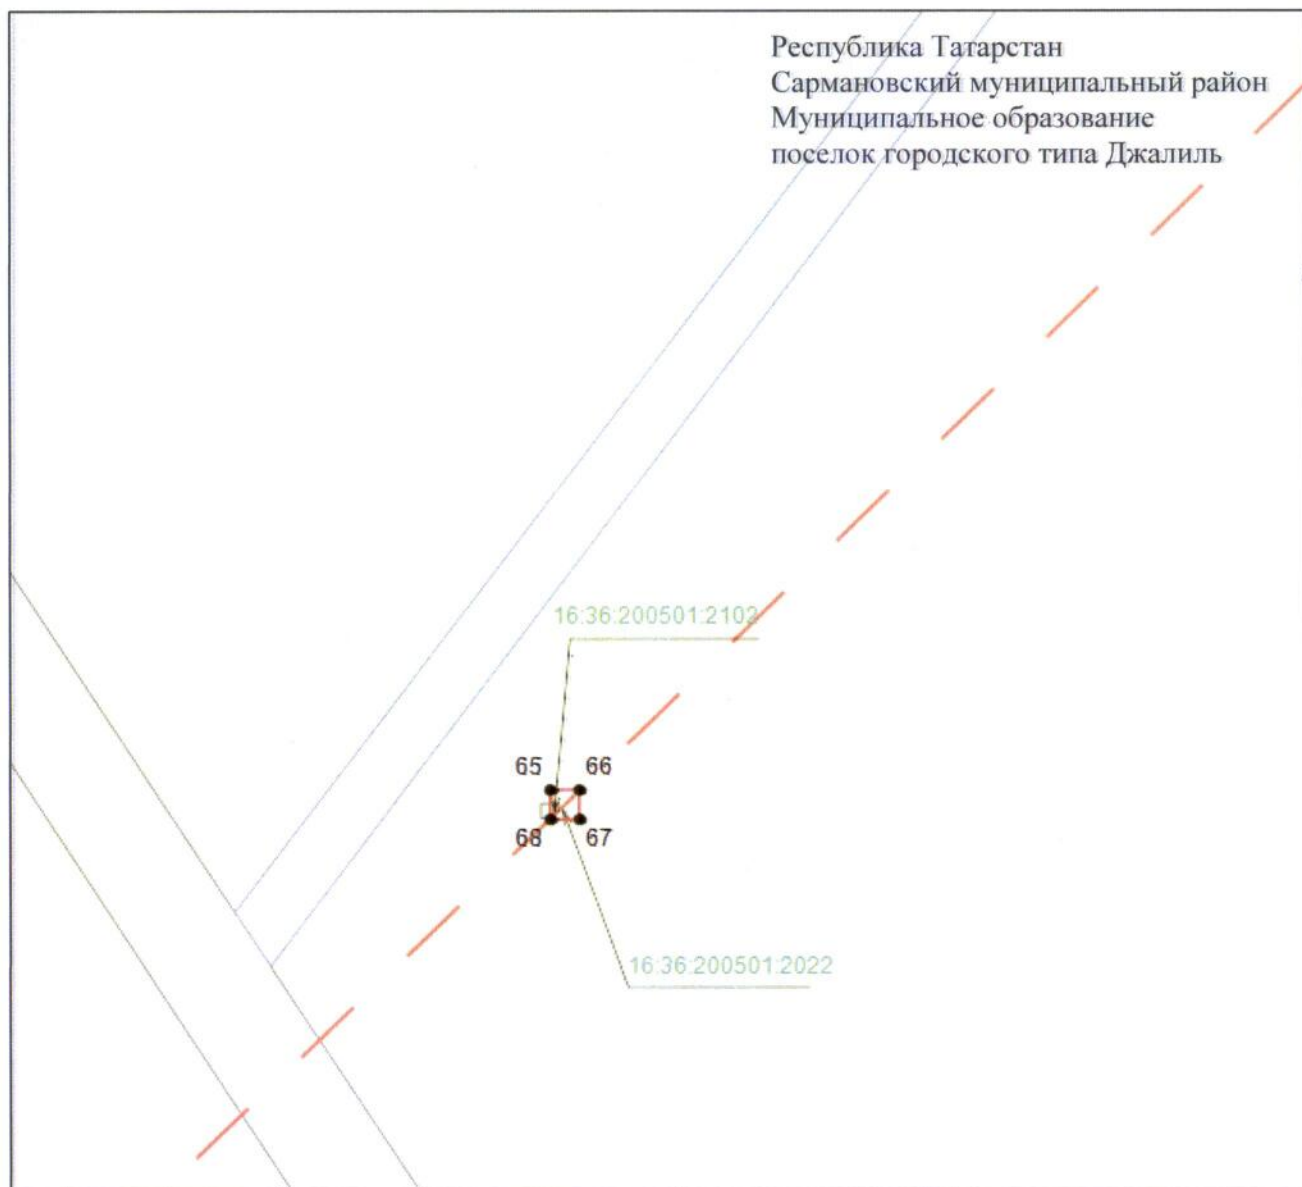 Республика Татарстан
Сармановский муниципальный район
Муниципальное образование
поселок городского типа Джалиль
16:36:200501:2102
65 66
68 67
16:36:200501:2022